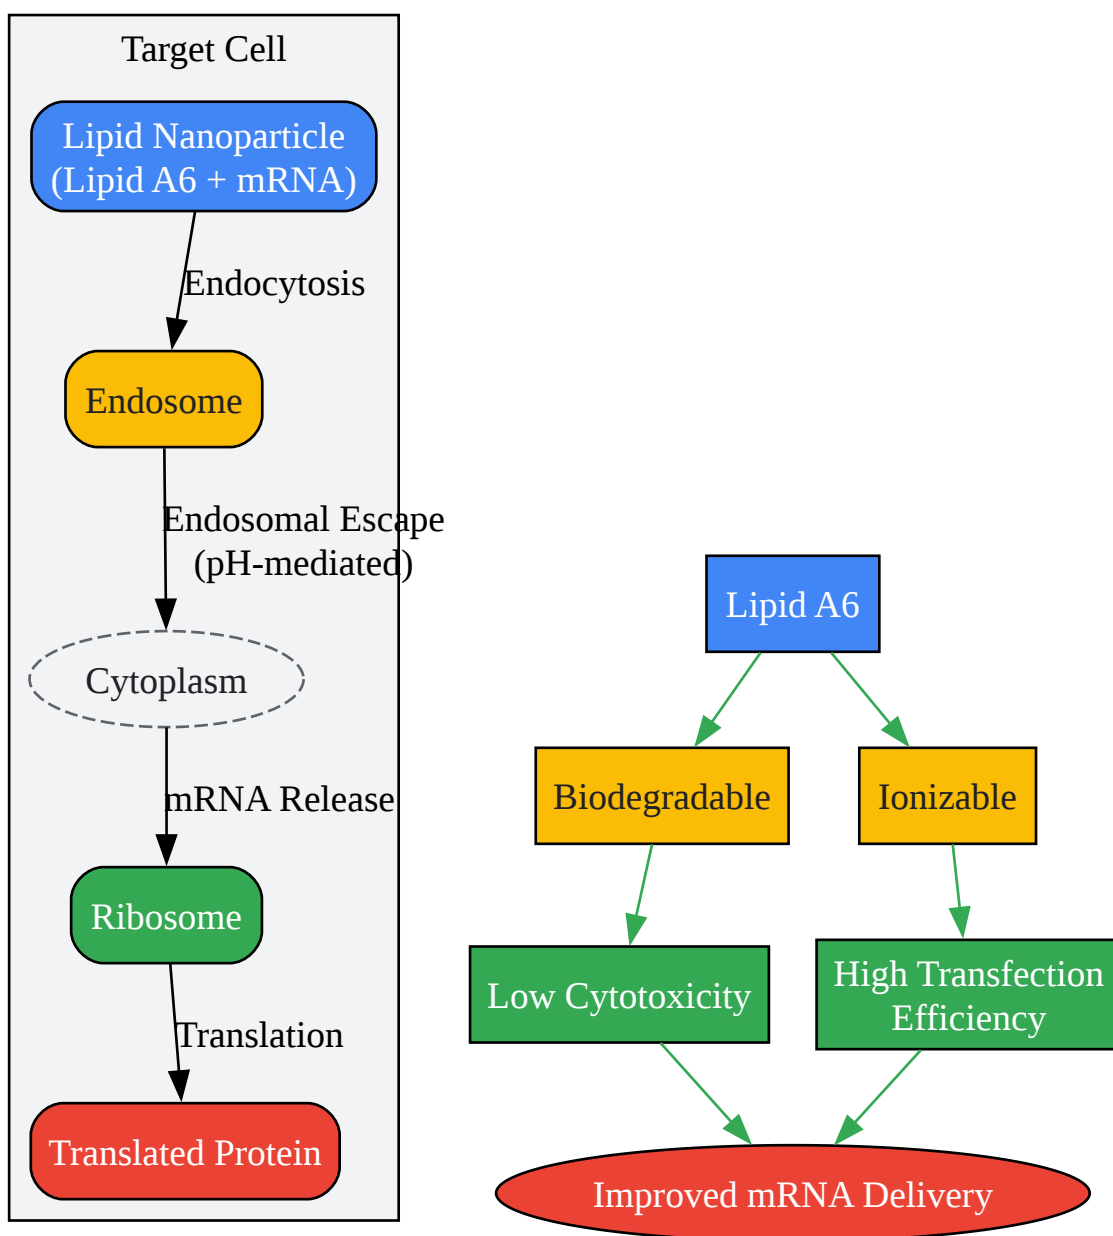 Target Cell
Lipid Nanoparticle
(Lipid A6 + mRNA)
Endocytosis
Endosome
Endosomal Escape
(pH-mediated)
Cytoplasm
mRNA Release
Ribosome
Translation
Translated Protein
Lipid A6
Biodegradable
Ionizable
Low Cytotoxicity
High Transfection
Efficiency
Improved mRNA Delivery